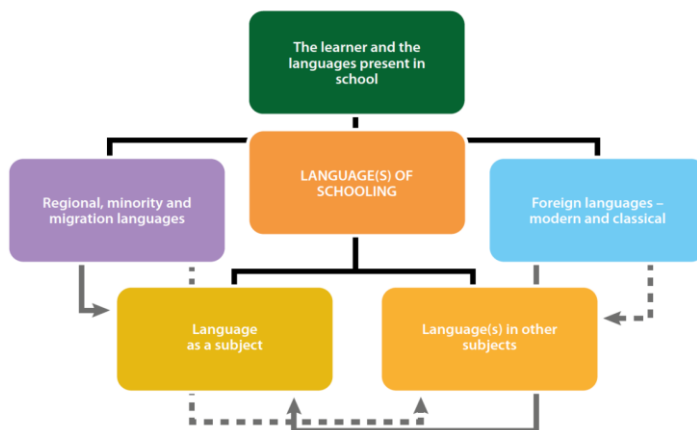 The learner and the
languages present in
school
LANGUAGE(S) OF
SCHOOLING
Regional, minority and
migration languages
Foreign languages –
modern and classical
Language
as a subject
Language(s) in other
subjects